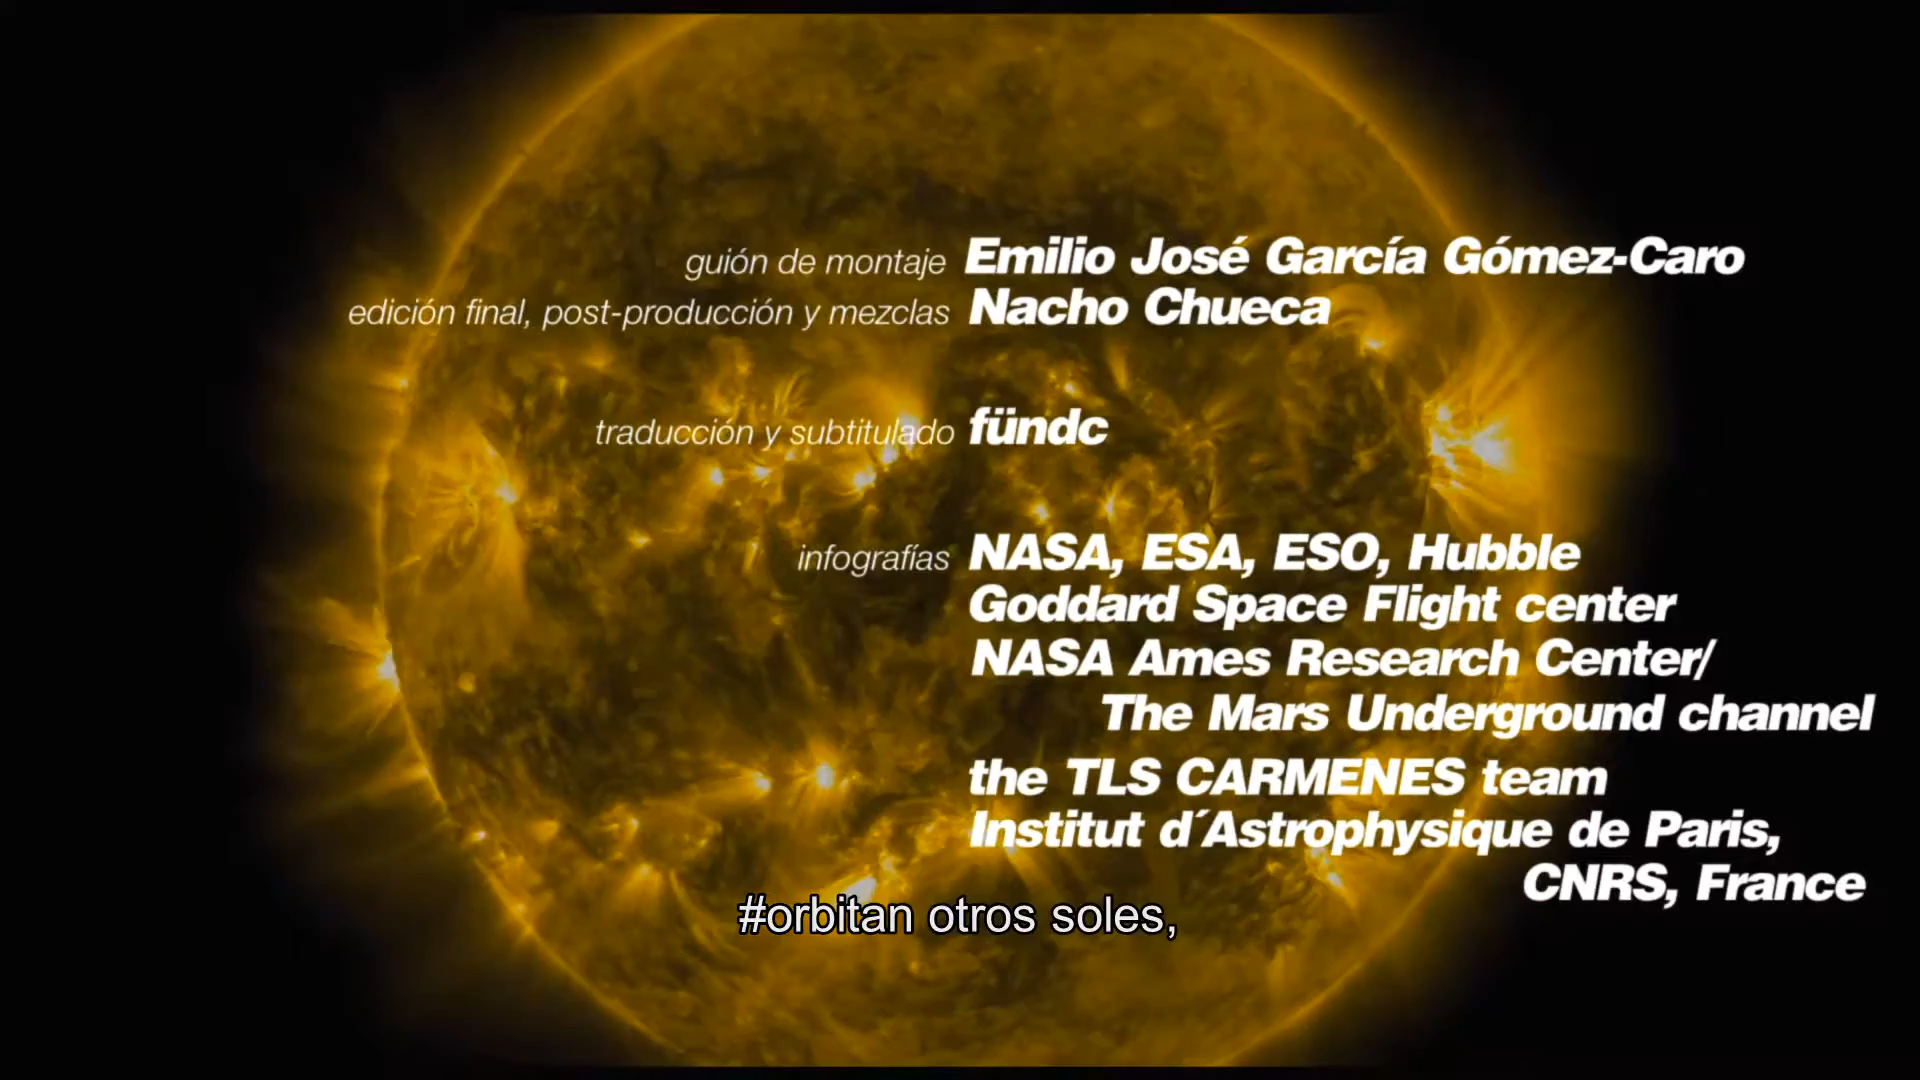 guión de montaje Emilio José García Gómez-Caro
edición final, post-producción y mezclas Nacho Chueca
traducción y subtitulado fündc
infografías NASA, ESA, ESO, Hubble
Goddard Space Flight center
NASA Ames Research Center/
The Mars Underground channel
the TLS CARMENES team
Institut d´Astrophysique de Paris,
CNRS, France
#orbitan otros soles,